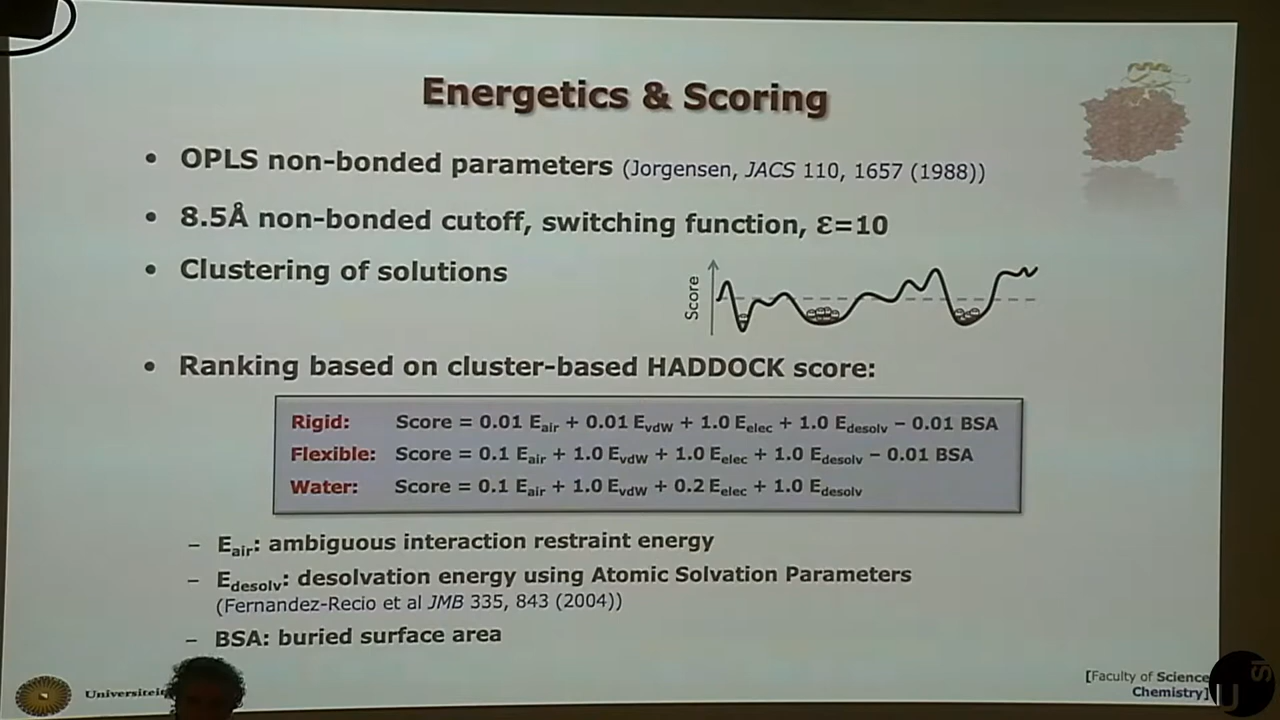 Energetics & Scoring
• OPLS non-bonded parameters (Jorgensen, JACS 110, 1657 (1988))
• 8.5Å non-bonded cutoff, switching function, Ɛ=10
• Clustering of solutions
Score
• Ranking based on cluster-based HADDOCK score:
Rigid: Score = 0.01 Eair + 0.01 EvdW + 1.0 Eelec + 1.0 Edesolv – 0.01 BSA
Flexible: Score = 0.1 Eair + 1.0 EvdW + 1.0 Eelec + 1.0 Edesolv – 0.01 BSA
Water: Score = 0.1 Eair + 1.0 EvdW + 0.2 Eelec + 1.0 Edesolv
– Eair: ambiguous interaction restraint energy
– Edesolv: desolvation energy using Atomic Solvation Parameters
(Fernandez-Recio et al JMB 335, 843 (2004))
– BSA: buried surface area
[Faculty of Science
Chemistry]